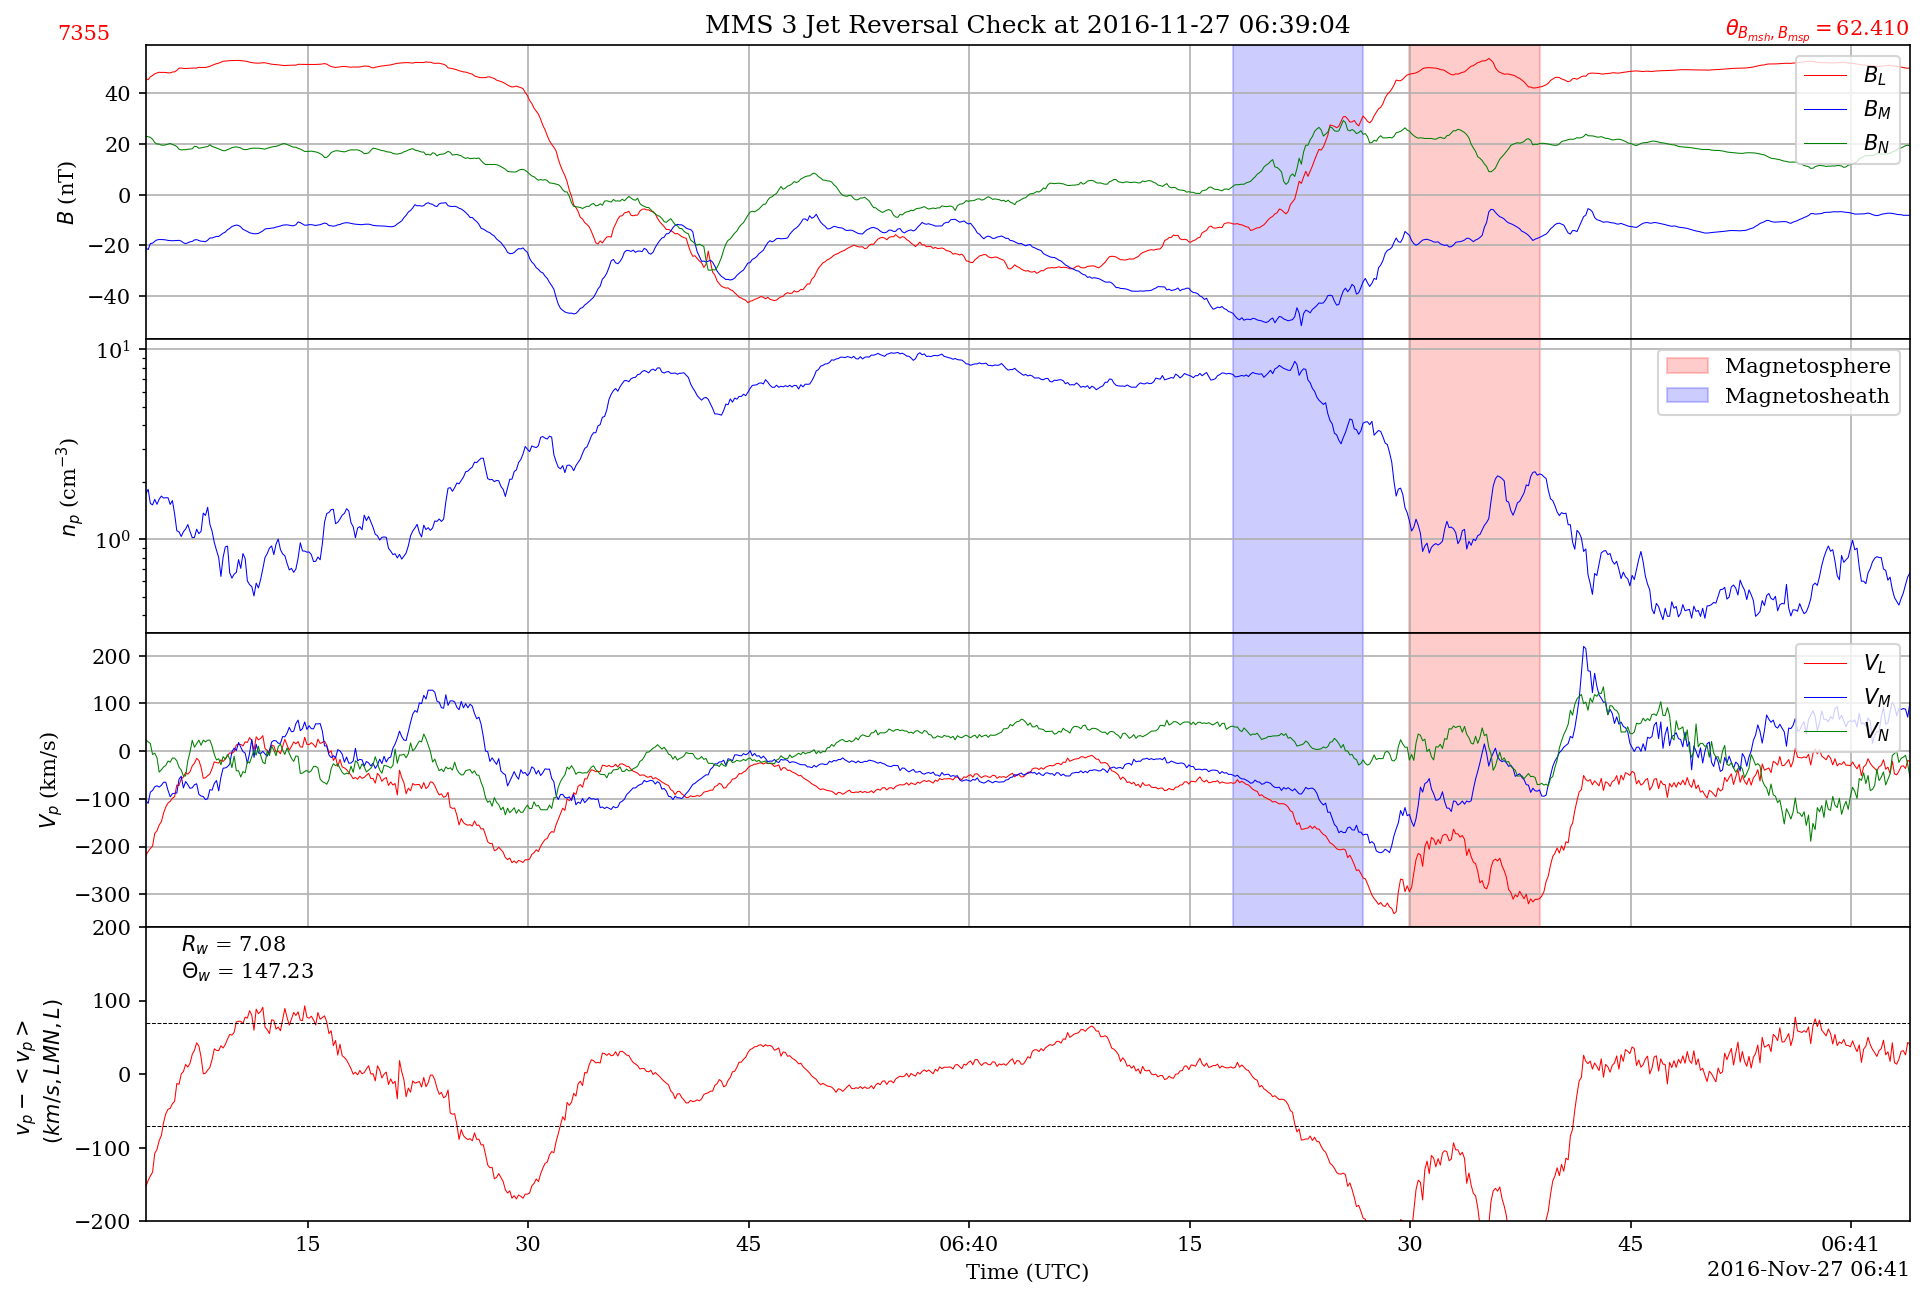 7355
MMS 3 Jet Reversal Check at 2016-11-27 06:39:04
θ_{B_{msh}, B_{msp}} = 62.410
B (nT)
40
20
0
−20
−40
B_L
B_M
B_N
n_p (cm^{−3})
10^1
10^0
Magnetosphere
Magnetosheath
V_p (km/s)
200
100
0
−100
−200
−300
V_L
V_M
V_N
v_p − < v_p >
(km/s, LMN, L)
200
100
0
−100
−200
R_w = 7.08
Θ_w = 147.23
15 30 45 06:40 15 30 45 06:41
Time (UTC)
2016-Nov-27 06:41